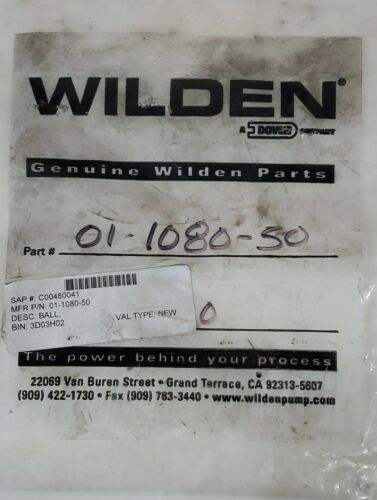 WILDEN®
A DOVER COMPANY
Genuine Wilden Parts
Part # 01-1080-50
SAP #: C00480041
MFR P/N: 01-1080-50
DESC: BALL;
VAL TYPE: NEW
BIN: 3D03H02
0
The power behind your process
22069 Van Buren Street • Grand Terrace, CA 92313-5607
(909) 422-1730 • Fax (909) 783-3440 • www.wildenpump.com